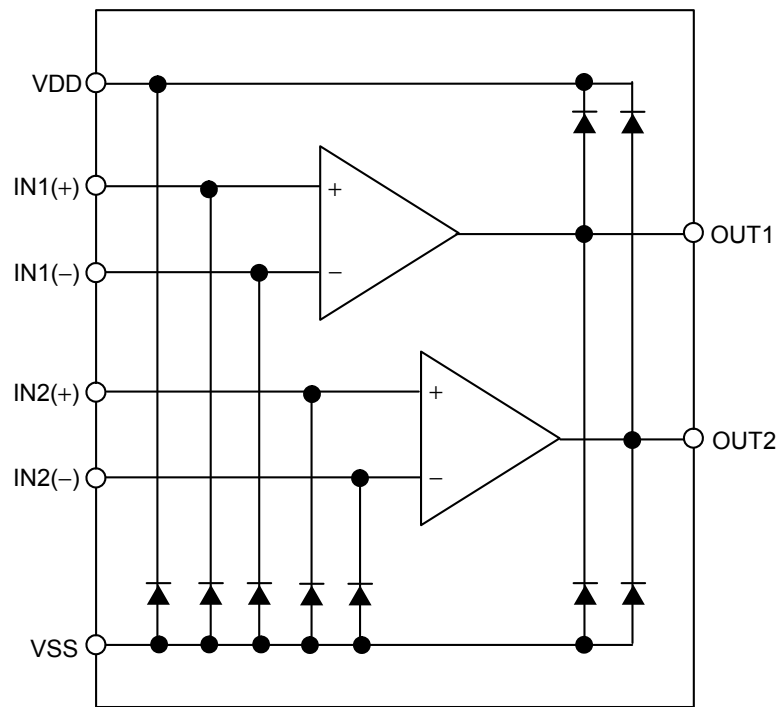 VDD
IN1(+)
+
OUT1
IN1(−)
−
IN2(+)
+
OUT2
IN2(−)
−
VSS